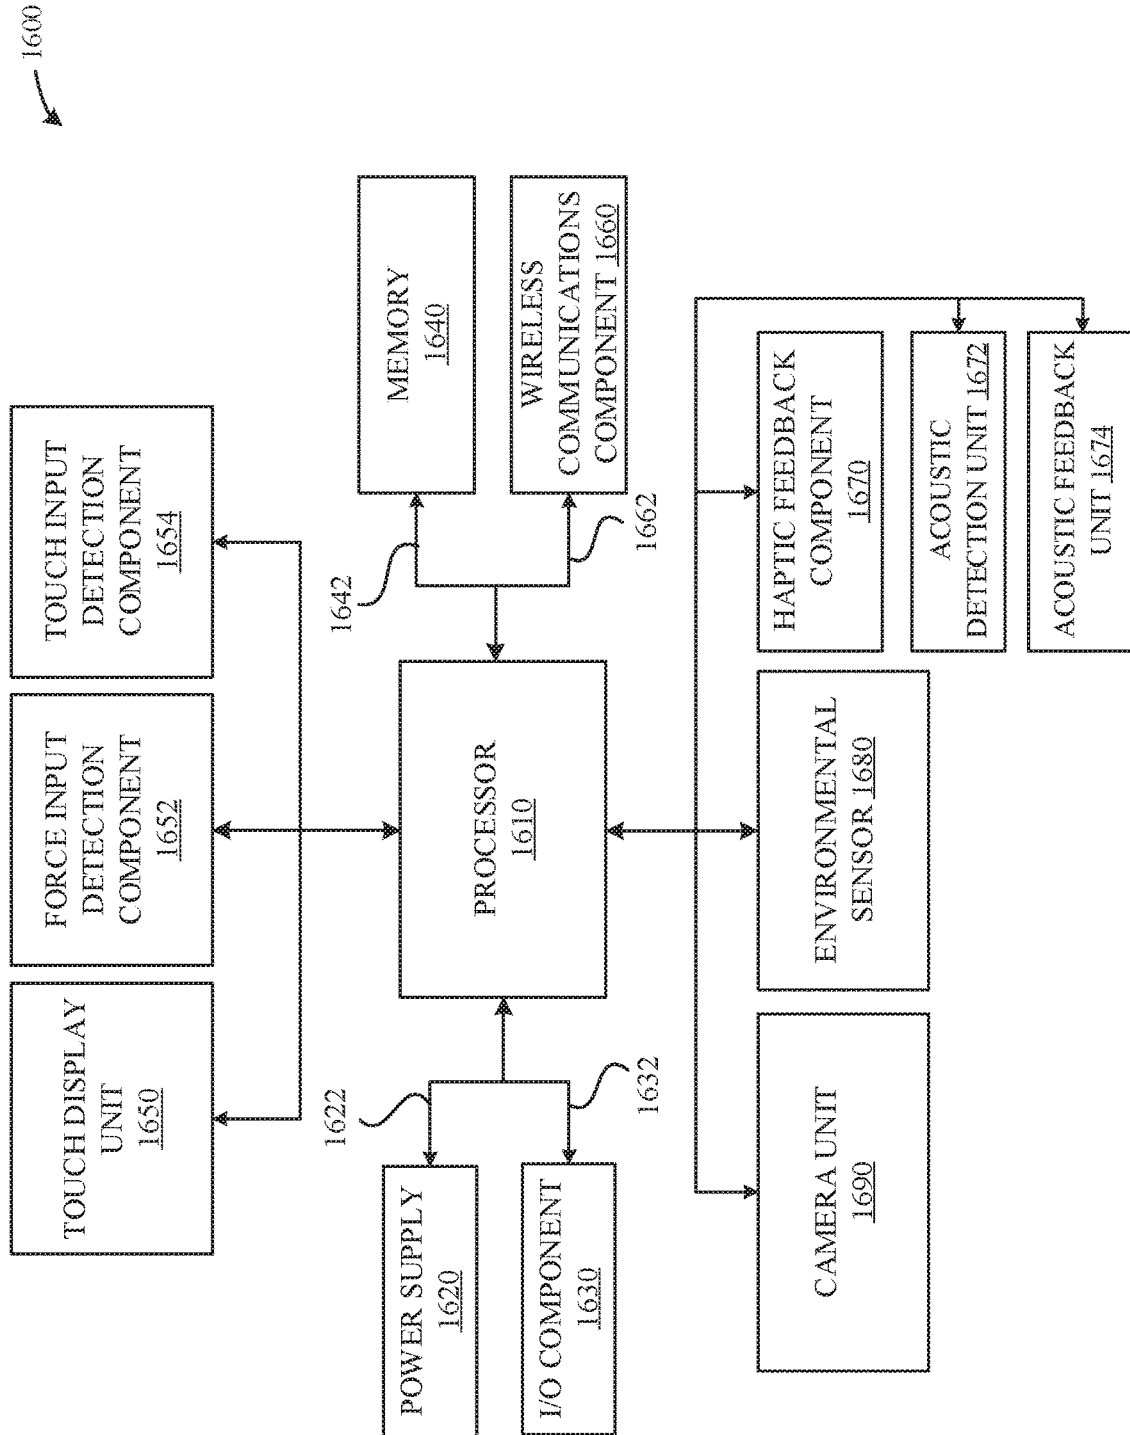 1600
TOUCH DISPLAY
UNIT
1650
FORCE INPUT
DETECTION
COMPONENT
1652
TOUCH INPUT
DETECTION
COMPONENT
1654
POWER SUPPLY
1620
1622
I/O COMPONENT
1630
1632
PROCESSOR
1610
1642
MEMORY
1640
1662
WIRELESS
COMMUNICATIONS
COMPONENT 1660
CAMERA UNIT
1690
ENVIRONMENTAL
SENSOR 1680
HAPTIC FEEDBACK
COMPONENT
1670
ACOUSTIC
DETECTION UNIT 1672
ACOUSTIC FEEDBACK
UNIT 1674